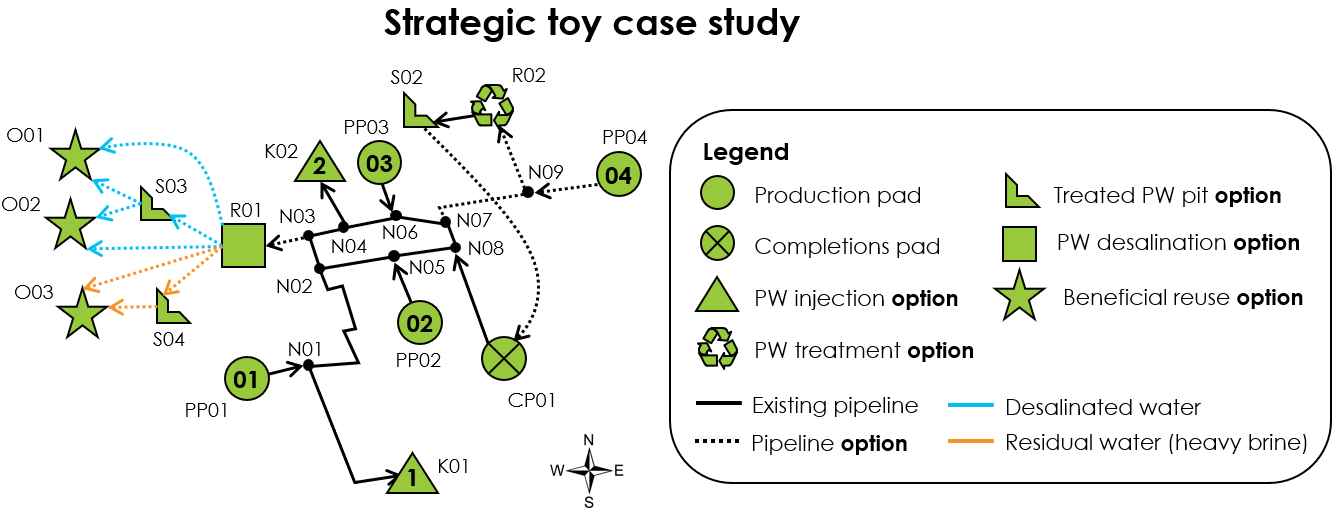 Strategic toy case study
S02
R02
O01
PP03
PP04
K02
2
03
N09
04
S03
O02
R01
N03
N07
N04
N06
N08
N05
N02
O03
S04
02
N01
PP02
01
PP01
CP01
1
K01
N
W
E
S
Legend
Production pad
Treated PW pit option
Completions pad
PW desalination option
PW injection option
Beneficial reuse option
PW treatment option
Existing pipeline
Desalinated water
Pipeline option
Residual water (heavy brine)